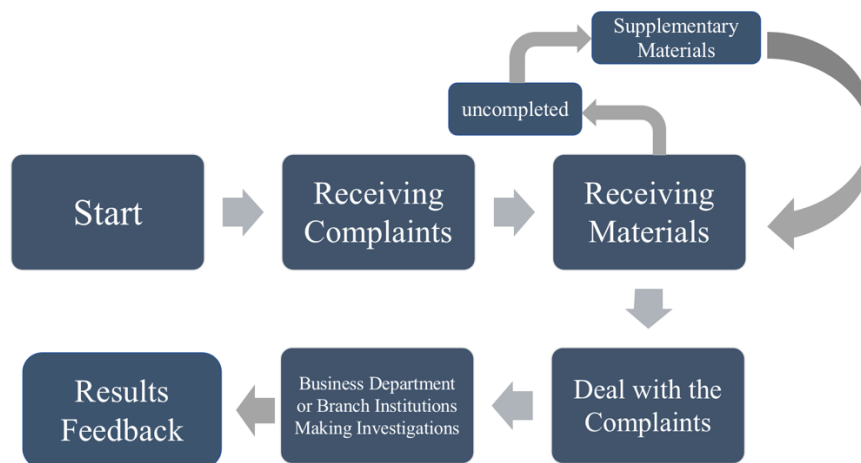 Supplementary
Materials
uncompleted
Start
Receiving
Complaints
Receiving
Materials
Deal with the
Complaints
Business Department
or Branch Institutions
Making Investigations
Results
Feedback